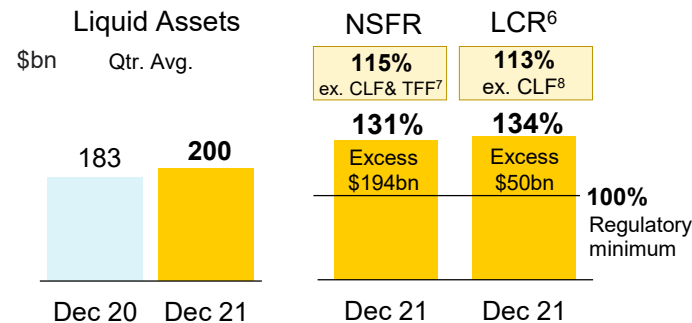 Liquid Assets
$bn Qtr. Avg.
183
200
Dec 20 Dec 21
NSFR
115%
ex. CLF& TFF⁷
131%
Excess
$194bn
Dec 21
LCR⁶
113%
ex. CLF⁸
134%
Excess
$50bn
Dec 21
100%
Regulatory
minimum